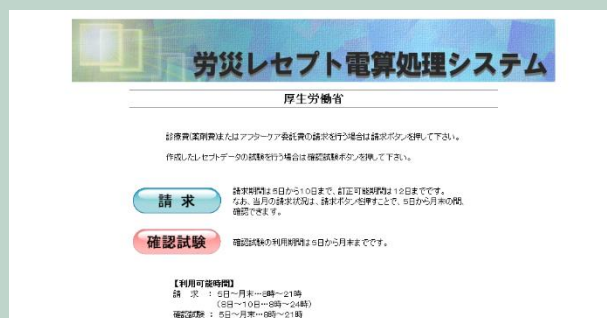 労災レセプト電算処理システム
厚生労働省
診療費(薬剤費)またはアフターケア委託費の請求を行う場合は請求ボタンを押して下さい。
作成したレセプトデータの試験を行う場合は確認試験ボタンを押して下さい。
請 求
請求期間は5日から10日まで、訂正可能期間は12日までです。
なお、当月の請求状況は、請求ボタンを押すことで、5日から月末の間、
確認できます。
確認試験
確認試験の利用期間は5日から月末までです。
【利用可能時間】
請 求 : 5日~月末…8時~21時
(8日~10日…8時~24時)
確認試験 : 5日~月末…8時~21時